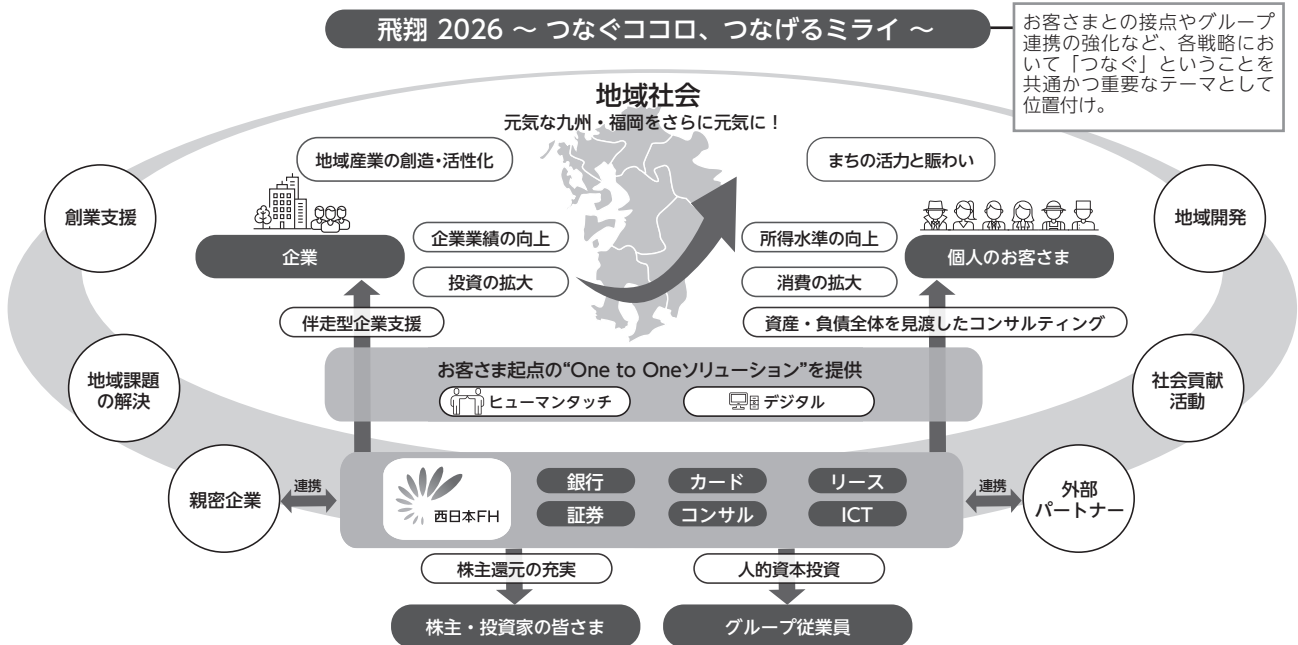 飛翔 2026 ～ つなぐココロ、つなげるミライ ～
お客さまとの接点やグループ
連携の強化など、各戦略にお
いて「つなぐ」ということを
共通かつ重要なテーマとして
位置付け。
地域社会
元気な九州・福岡をさらに元気に！
地域産業の創造・活性化
まちの活力と賑わい
創業支援
地域開発
企業業績の向上
所得水準の向上
企業
個人のお客さま
投資の拡大
消費の拡大
伴走型企業支援
資産・負債全体を見渡したコンサルティング
お客さま起点の“One to Oneソリューション”を提供
ヒューマンタッチ
デジタル
地域課題
の解決
社会貢献
活動
親密企業
連携
西日本FH
銀行
カード
リース
証券
コンサル
ICT
連携
外部
パートナー
株主還元の充実
人的資本投資
株主・投資家の皆さま
グループ従業員